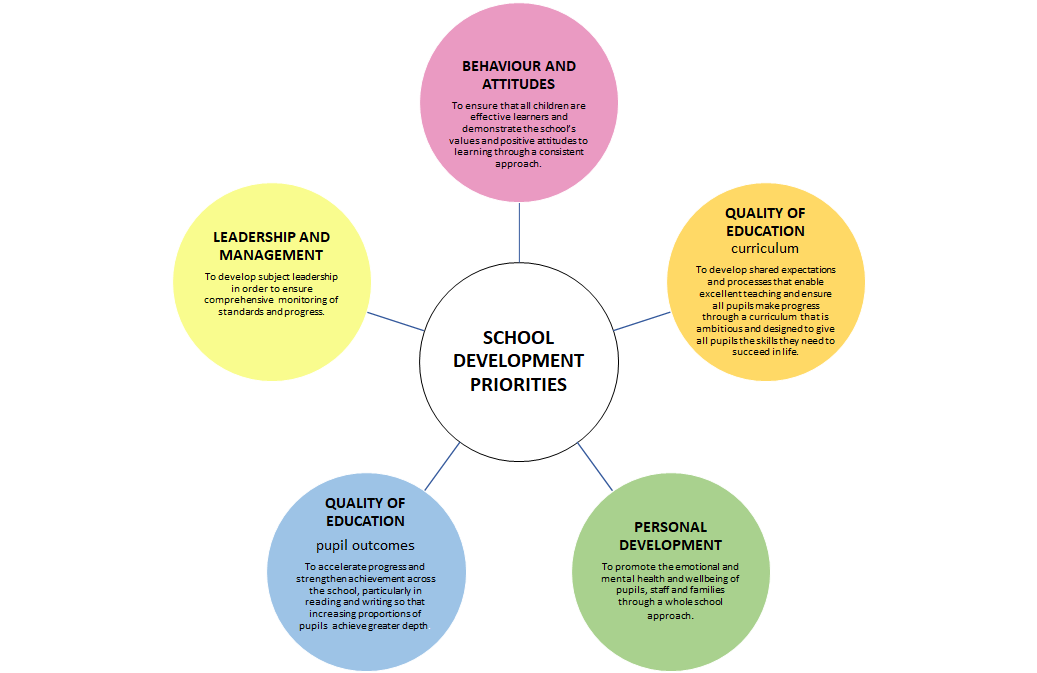 BEHAVIOUR AND
ATTITUDES
To ensure that all children are
effective learners and
demonstrate the school's
values and positive attitudes to
learning through a consistent
approach.
QUALITY OF
EDUCATION
curriculum
To develop shared expectations
and processes that enable
excellent teaching and ensure
all pupils make progress
through a curriculum that is
ambitious and designed to give
all pupils the skills they need to
succeed in life.
PERSONAL
DEVELOPMENT
To promote the emotional and
mental health and wellbeing of
pupils, staff and families
through a whole school
approach.
QUALITY OF
EDUCATION
pupil outcomes
To accelerate progress and
strengthen achievement across
the school, particularly in
reading and writing so that
increasing proportions of
pupils achieve greater depth
LEADERSHIP AND
MANAGEMENT
To develop subject leadership
in order to ensure
comprehensive monitoring of
standards and progress.
SCHOOL
DEVELOPMENT
PRIORITIES